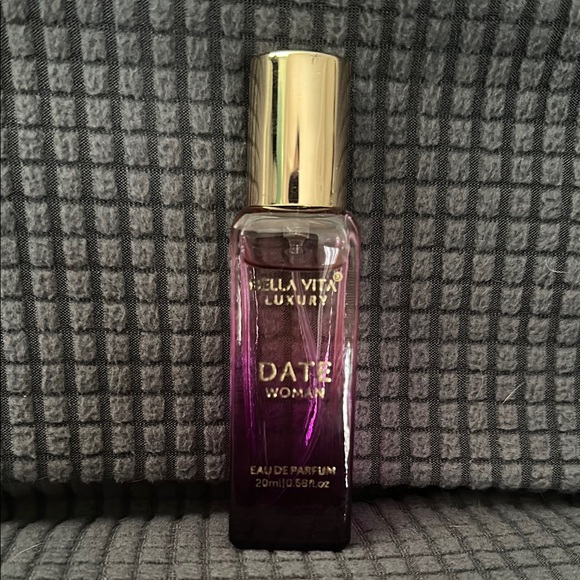 BELLA VITA®
LUXURY
DATE
WOMAN
EAU DE PARFUM
20ml|0.68fl.oz